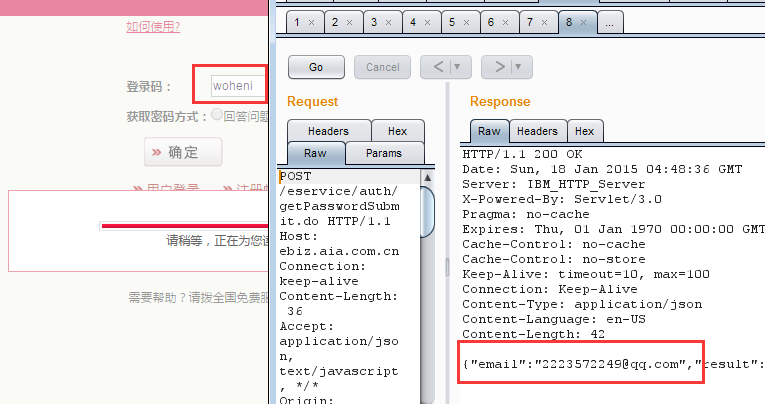 如何使用?
登录码：
woheni
获取密码方式：
回答问题
确定
用户登录
请稍等，正在为您
需要帮助？请拨全国免费
1 × 2 × 3 × 4 × 5 × 6 × 7 × 8 × ...
Go Cancel < >
Request
Headers Hex
Raw Params
POST
/eservice/auth/
getPasswordSubm
it.do HTTP/1.1
Host:
ebiz.aia.com.cn
Connection:
keep-alive
Content-Length:
36
Accept:
application/jso
n,
text/javascript
, */*
Origin:
Response
Raw Headers Hex
HTTP/1.1 200 OK
Date: Sun, 18 Jan 2015 04:48:36 GMT
Server: IBM_HTTP_Server
X-Powered-By: Servlet/3.0
Pragma: no-cache
Expires: Thu, 01 Jan 1970 00:00:00 GMT
Cache-Control: no-cache
Cache-Control: no-store
Keep-Alive: timeout=10, max=100
Connection: Keep-Alive
Content-Type: application/json
Content-Language: en-US
Content-Length: 42
{"email":"2223572249@qq.com","result":